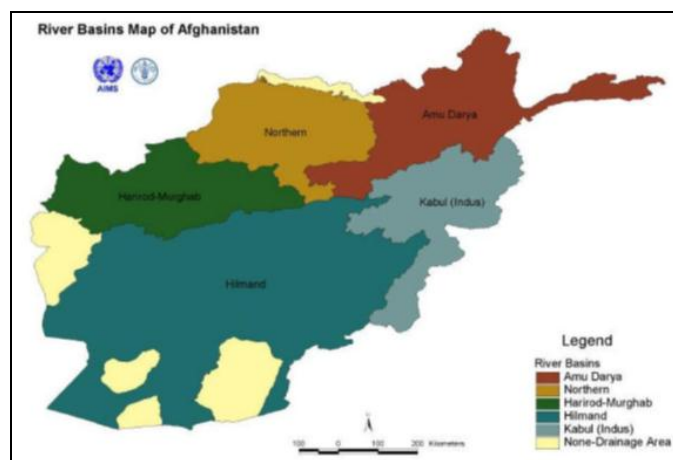 River Basins Map of Afghanistan
AIMS
Northern
Amu Darya
Harirod-Murghab
Kabul (Indus)
Hilmand
Legend
River Basins
Amu Darya
Northern
Harirod-Murghab
Hilmand
Kabul (Indus)
None-Drainage Area
100 0 100 200 Kilometers